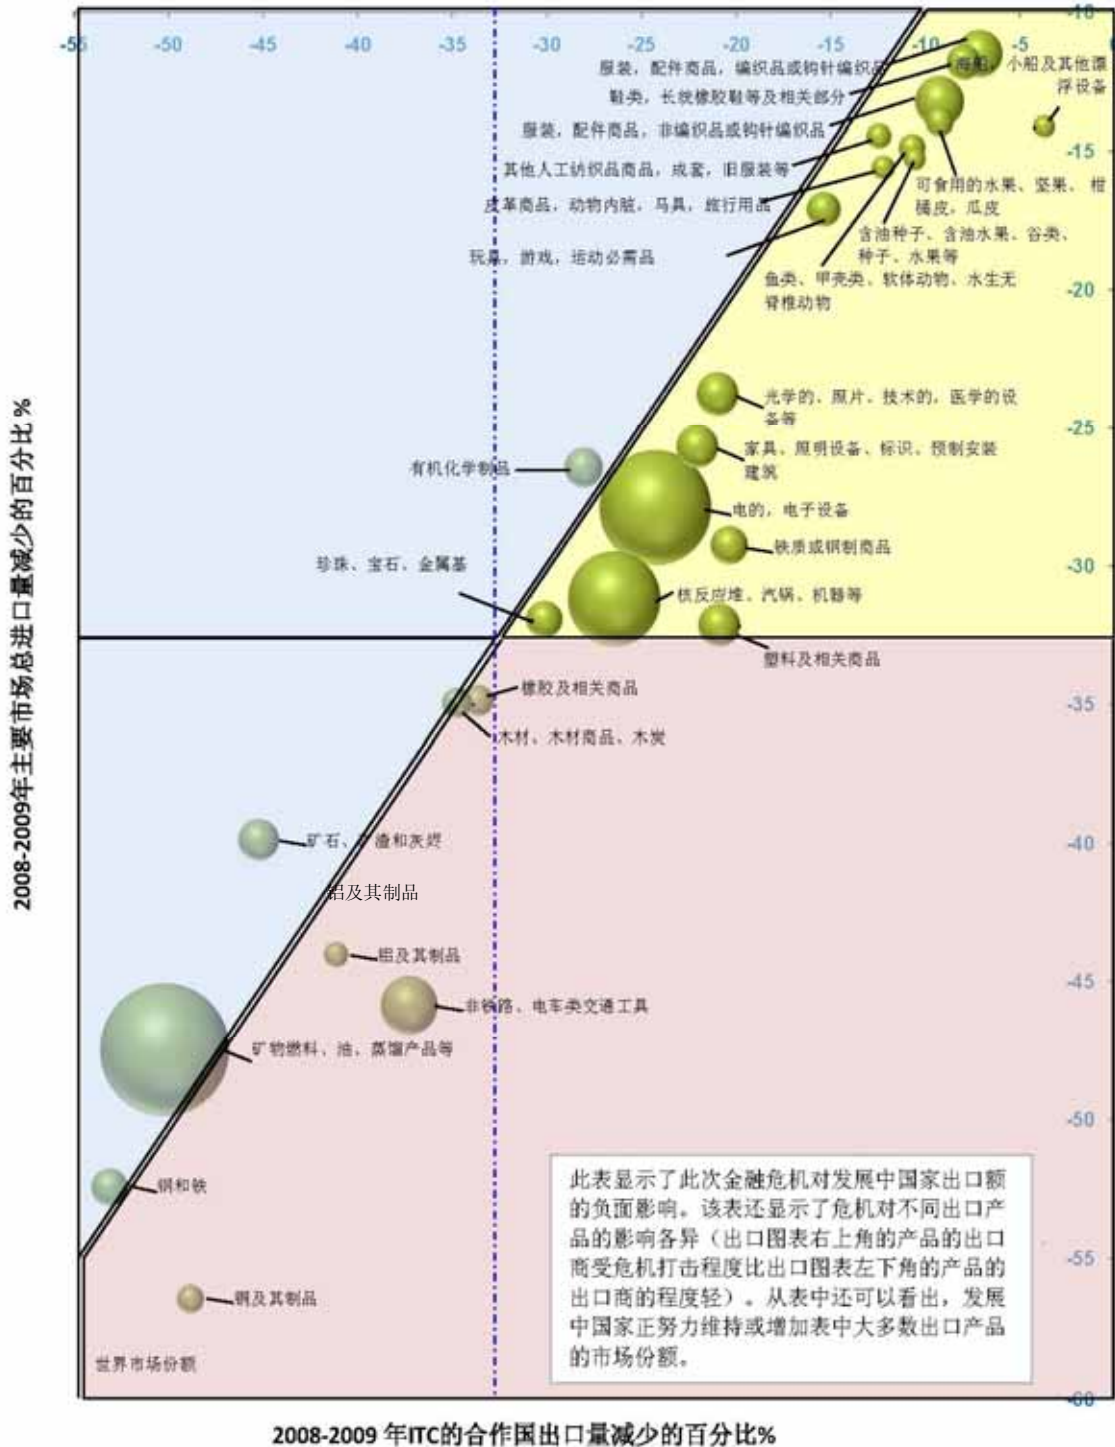 -10
-55 -50 -45 -35 -30 -25 -20 -15 -10 -5
服装，配件商品，编织品或钩针编织品
海船，小船及其他漂
浮设备
鞋类，长统橡胶鞋等及相关部分
服装，配件商品，非编织品或钩针编织品
-15
其他人工纺织品商品，成套，旧服装等
可食用的水果、坚果、柑
橘皮，瓜皮
皮革商品，动物内脏，马具，旅行用品
含油种子、含油水果、谷类、
种子、水果等
玩具，游戏，运动必需品
鱼类、甲壳类、软体动物、水生无
脊椎动物
-20
光学的，照片，技术的，医学的设
备等
-25
家具、照明设备、标识、预制安装
建筑
有机化学制品
电的，电子设备
铁质或钢制商品
珍珠、宝石、金属基
-30
核反应堆、汽锅、机器等
塑料及相关商品
橡胶及相关商品
-35
木材、木材商品、木炭
矿石、矿渣和灰烬
-40
铝及其制品
铝及其制品
-45
非铁路、电车类交通工具
矿物燃料、油、蒸馏产品等
-50
钢和铁
-55
铜及其制品
此表显示了此次金融危机对发展中国家出口额
的负面影响。该表还显示了危机对不同出口产
品的影响各异（出口图表右上角的产品的出口
商受危机打击程度比出口图表左下角的产品的
出口商的程度轻）。从表中还可以看出，发展
中国家正努力维持或增加表中大多数出口产品
的市场份额。
世界市场份额
-60
2008-2009年主要市场总进口量减少的百分比%
2008-2009 年ITC的合作国出口量减少的百分比%